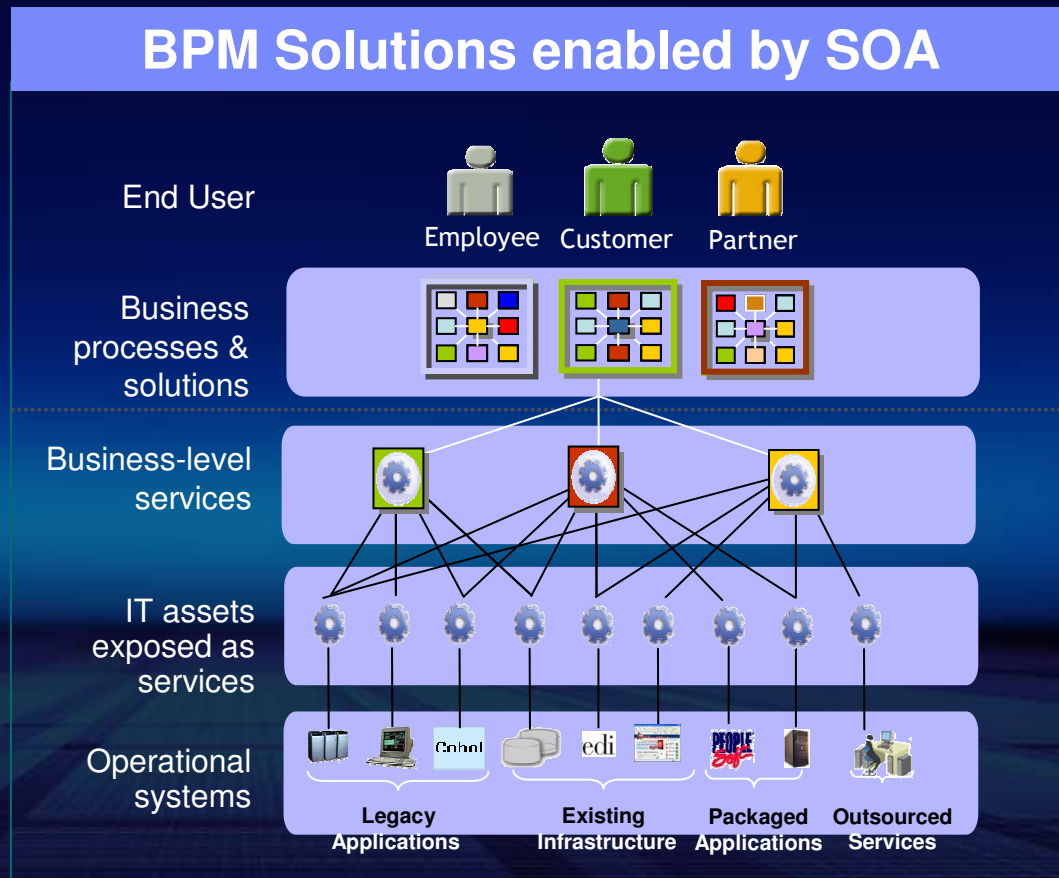 BPM Solutions enabled by SOA
End User
Employee
Customer
Partner
Business
processes &
solutions
Business-level
services
IT assets
exposed as
services
Operational
systems
Cobol
edi
PEOPLE
Soft
Legacy
Applications
Existing
Infrastructure
Packaged
Applications
Outsourced
Services